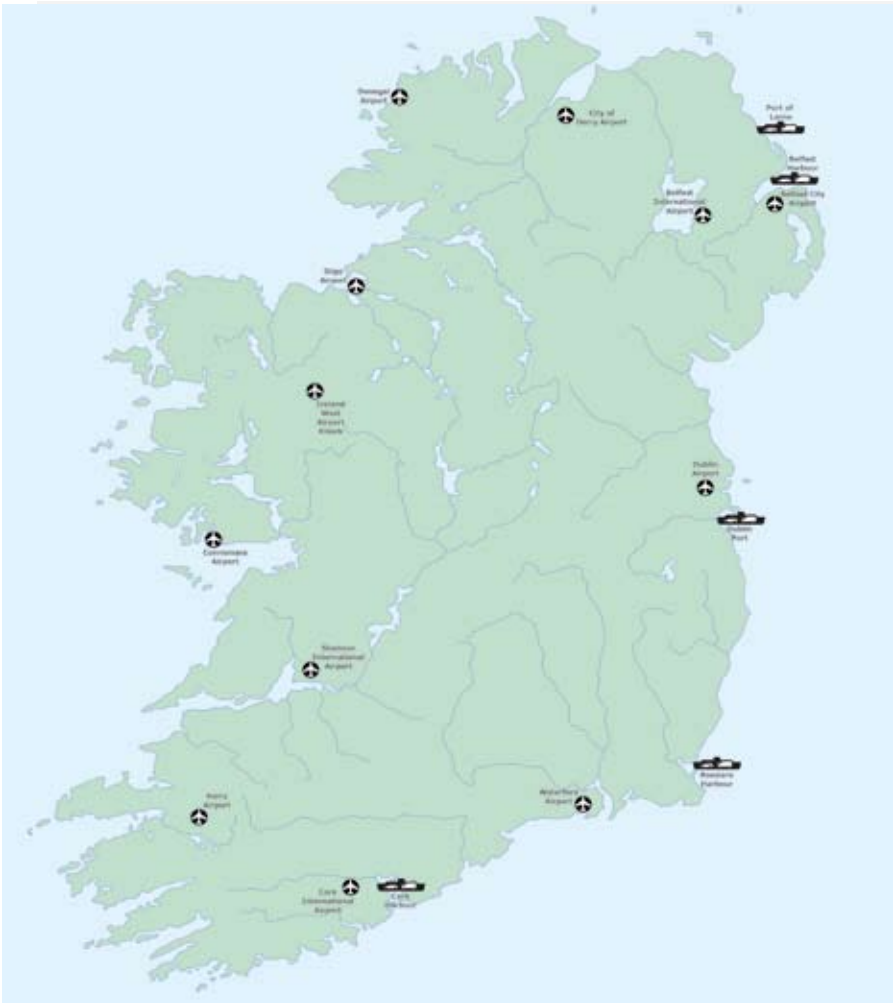 Donegal
Airport
City of
Derry Airport
Port of
Larne
Belfast
Harbour
Belfast City
Airport
Belfast
International
Airport
Sligo
Airport
Ireland
West
Airport
Knock
Dublin
Airport
Dublin
Port
Connemara
Airport
Shannon
International
Airport
Rosslare
Harbour
Kerry
Airport
Waterford
Airport
Cork
International
Airport
Cork
Harbour